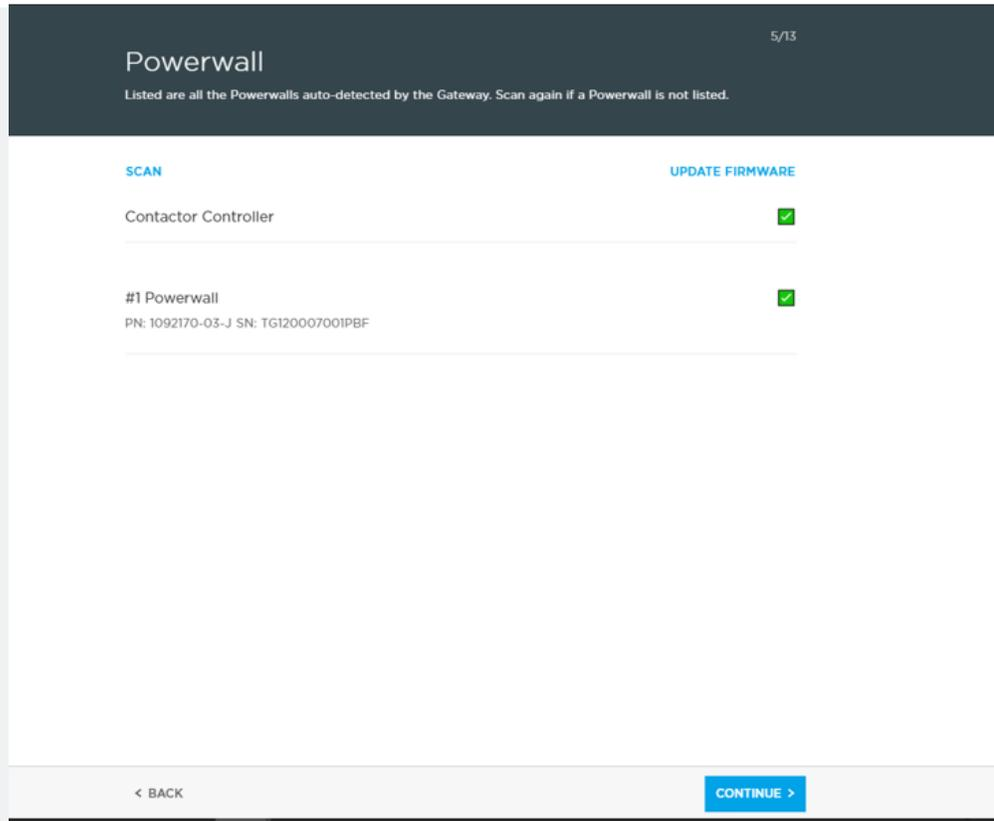 5/13
Powerwall
Listed are all the Powerwalls auto-detected by the Gateway. Scan again if a Powerwall is not listed.
SCAN UPDATE FIRMWARE
Contactor Controller
#1 Powerwall
PN: 1092170-03-J SN: TG120007001PBF
< BACK CONTINUE >